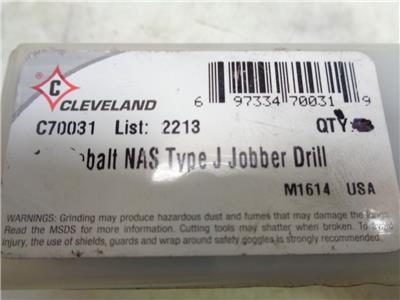 C
CLEVELAND
6 97334 70031 9
C70031 List: 2213 QTY:
balt NAS Type J Jobber Drill
M1614 USA
WARNINGS: Grinding may produce hazardous dust and fumes that may damage the lungs.
Read the MSDS for more information. Cutting tools may shatter when broken. To
injury, the use of shields, guards and wrap around safety goggles is strongly recommended.